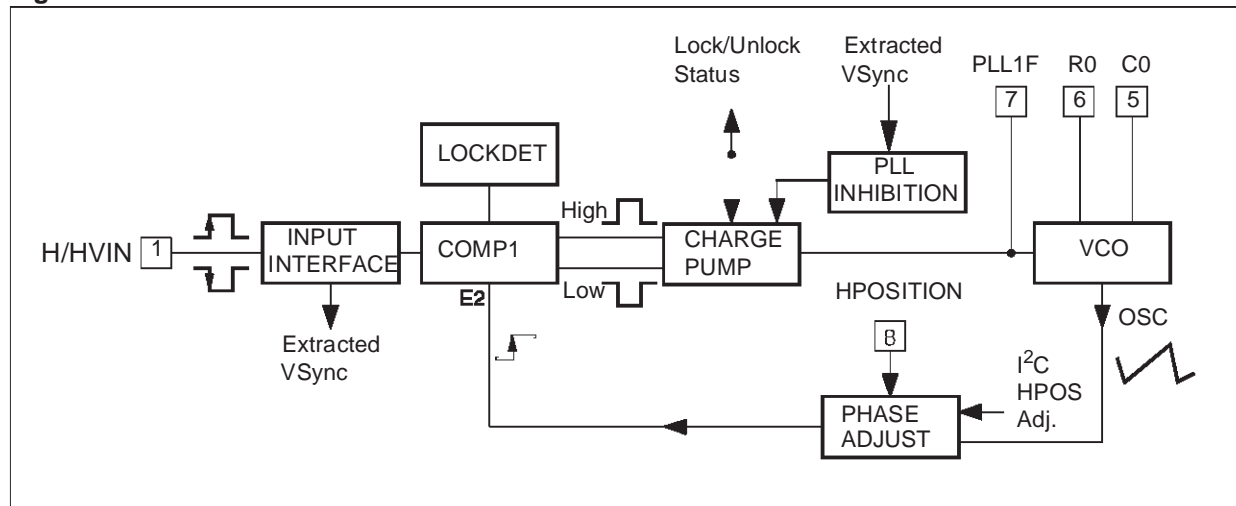 Lock/Unlock
Status
Extracted
VSync
PLL1F
R0
C0
7
6
5
LOCKDET
PLL
INHIBITION
H/HVIN
1
INPUT
INTERFACE
COMP1
High
Low
CHARGE
PUMP
VCO
E2
Extracted
VSync
HPOSITION
8
OSC
I²C
HPOS
Adj.
PHASE
ADJUST